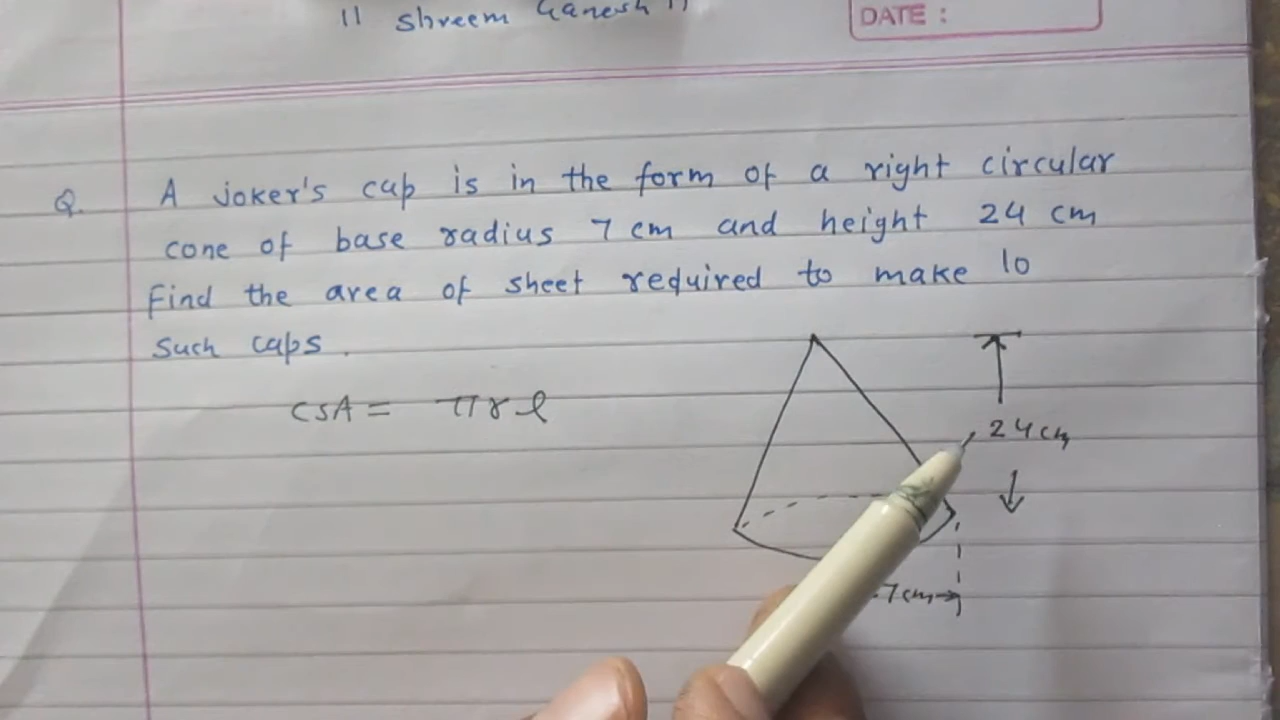 || Shreem Ganesh ||
DATE :
Q. A joker's cap is in the form of a right circular
cone of base radius 7 cm and height 24 cm
Find the area of sheet required to make 10
Such caps.
CSA = πrl
24 cm
7cm